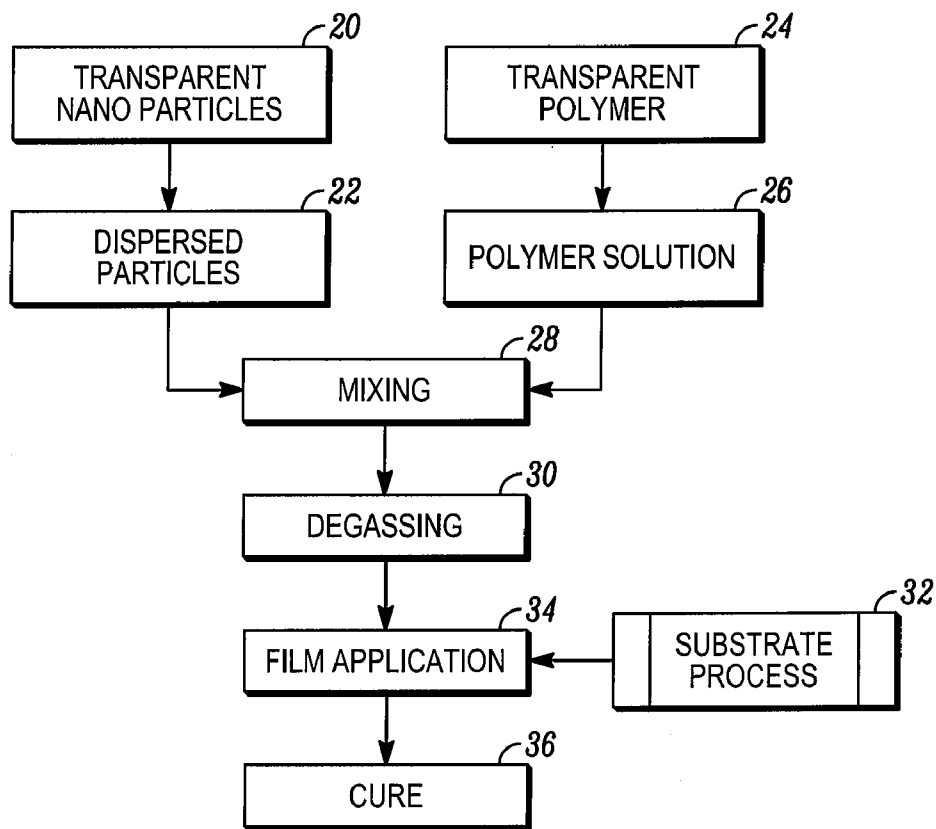 20
TRANSPARENT
NANO PARTICLES
24
TRANSPARENT
POLYMER
22
DISPERSED
PARTICLES
26
POLYMER SOLUTION
28
MIXING
30
DEGASSING
34
FILM APPLICATION
32
SUBSTRATE
PROCESS
36
CURE